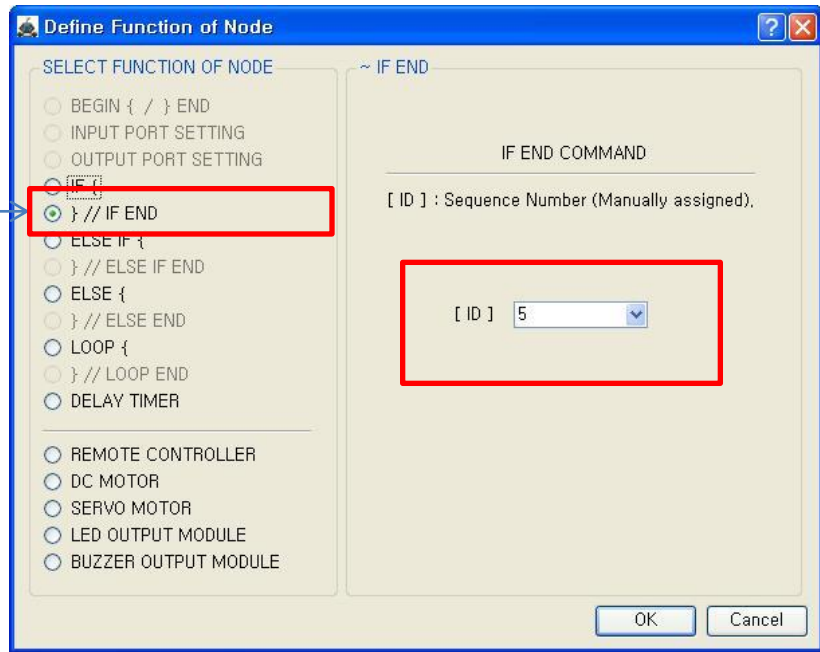 Define Function of Node
SELECT FUNCTION OF NODE
BEGIN { / } END
INPUT PORT SETTING
OUTPUT PORT SETTING
IF {
} // IF END
ELSE IF {
} // ELSE IF END
ELSE {
} // ELSE END
LOOP {
} // LOOP END
DELAY TIMER
REMOTE CONTROLLER
DC MOTOR
SERVO MOTOR
LED OUTPUT MODULE
BUZZER OUTPUT MODULE
~ IF END
IF END COMMAND
[ ID ] : Sequence Number (Manually assigned),
[ ID ] 5
OK Cancel